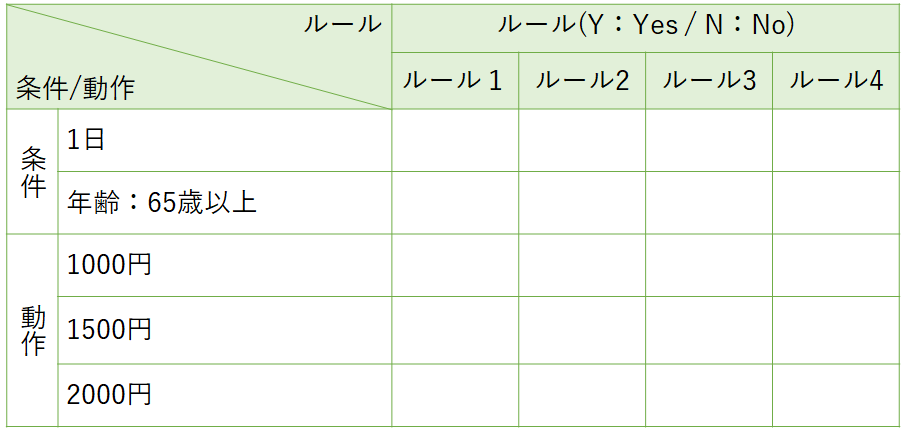 ルール
ルール(Y：Yes / N：No)
条件/動作
ルール１
ルール2
ルール3
ルール4
条件
1日
年齢：65歳以上
動作
1000円
1500円
2000円